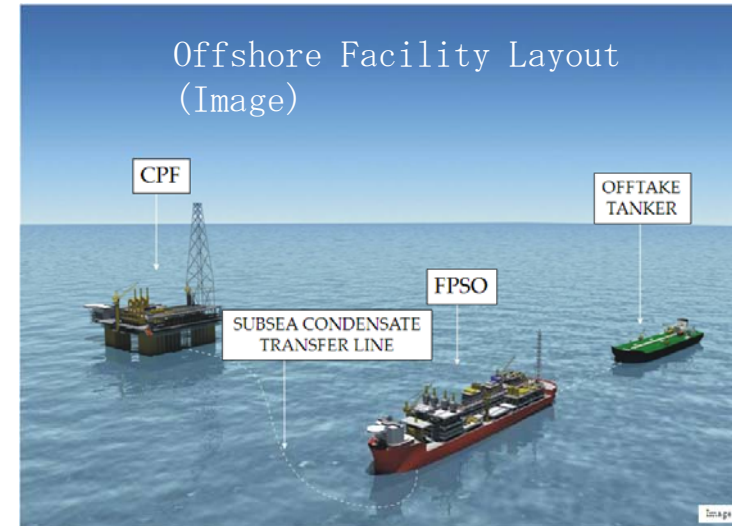 Offshore Facility Layout
(Image)
CPF
OFFTAKE
TANKER
FPSO
SUBSEA CONDENSATE
TRANSFER LINE
Image